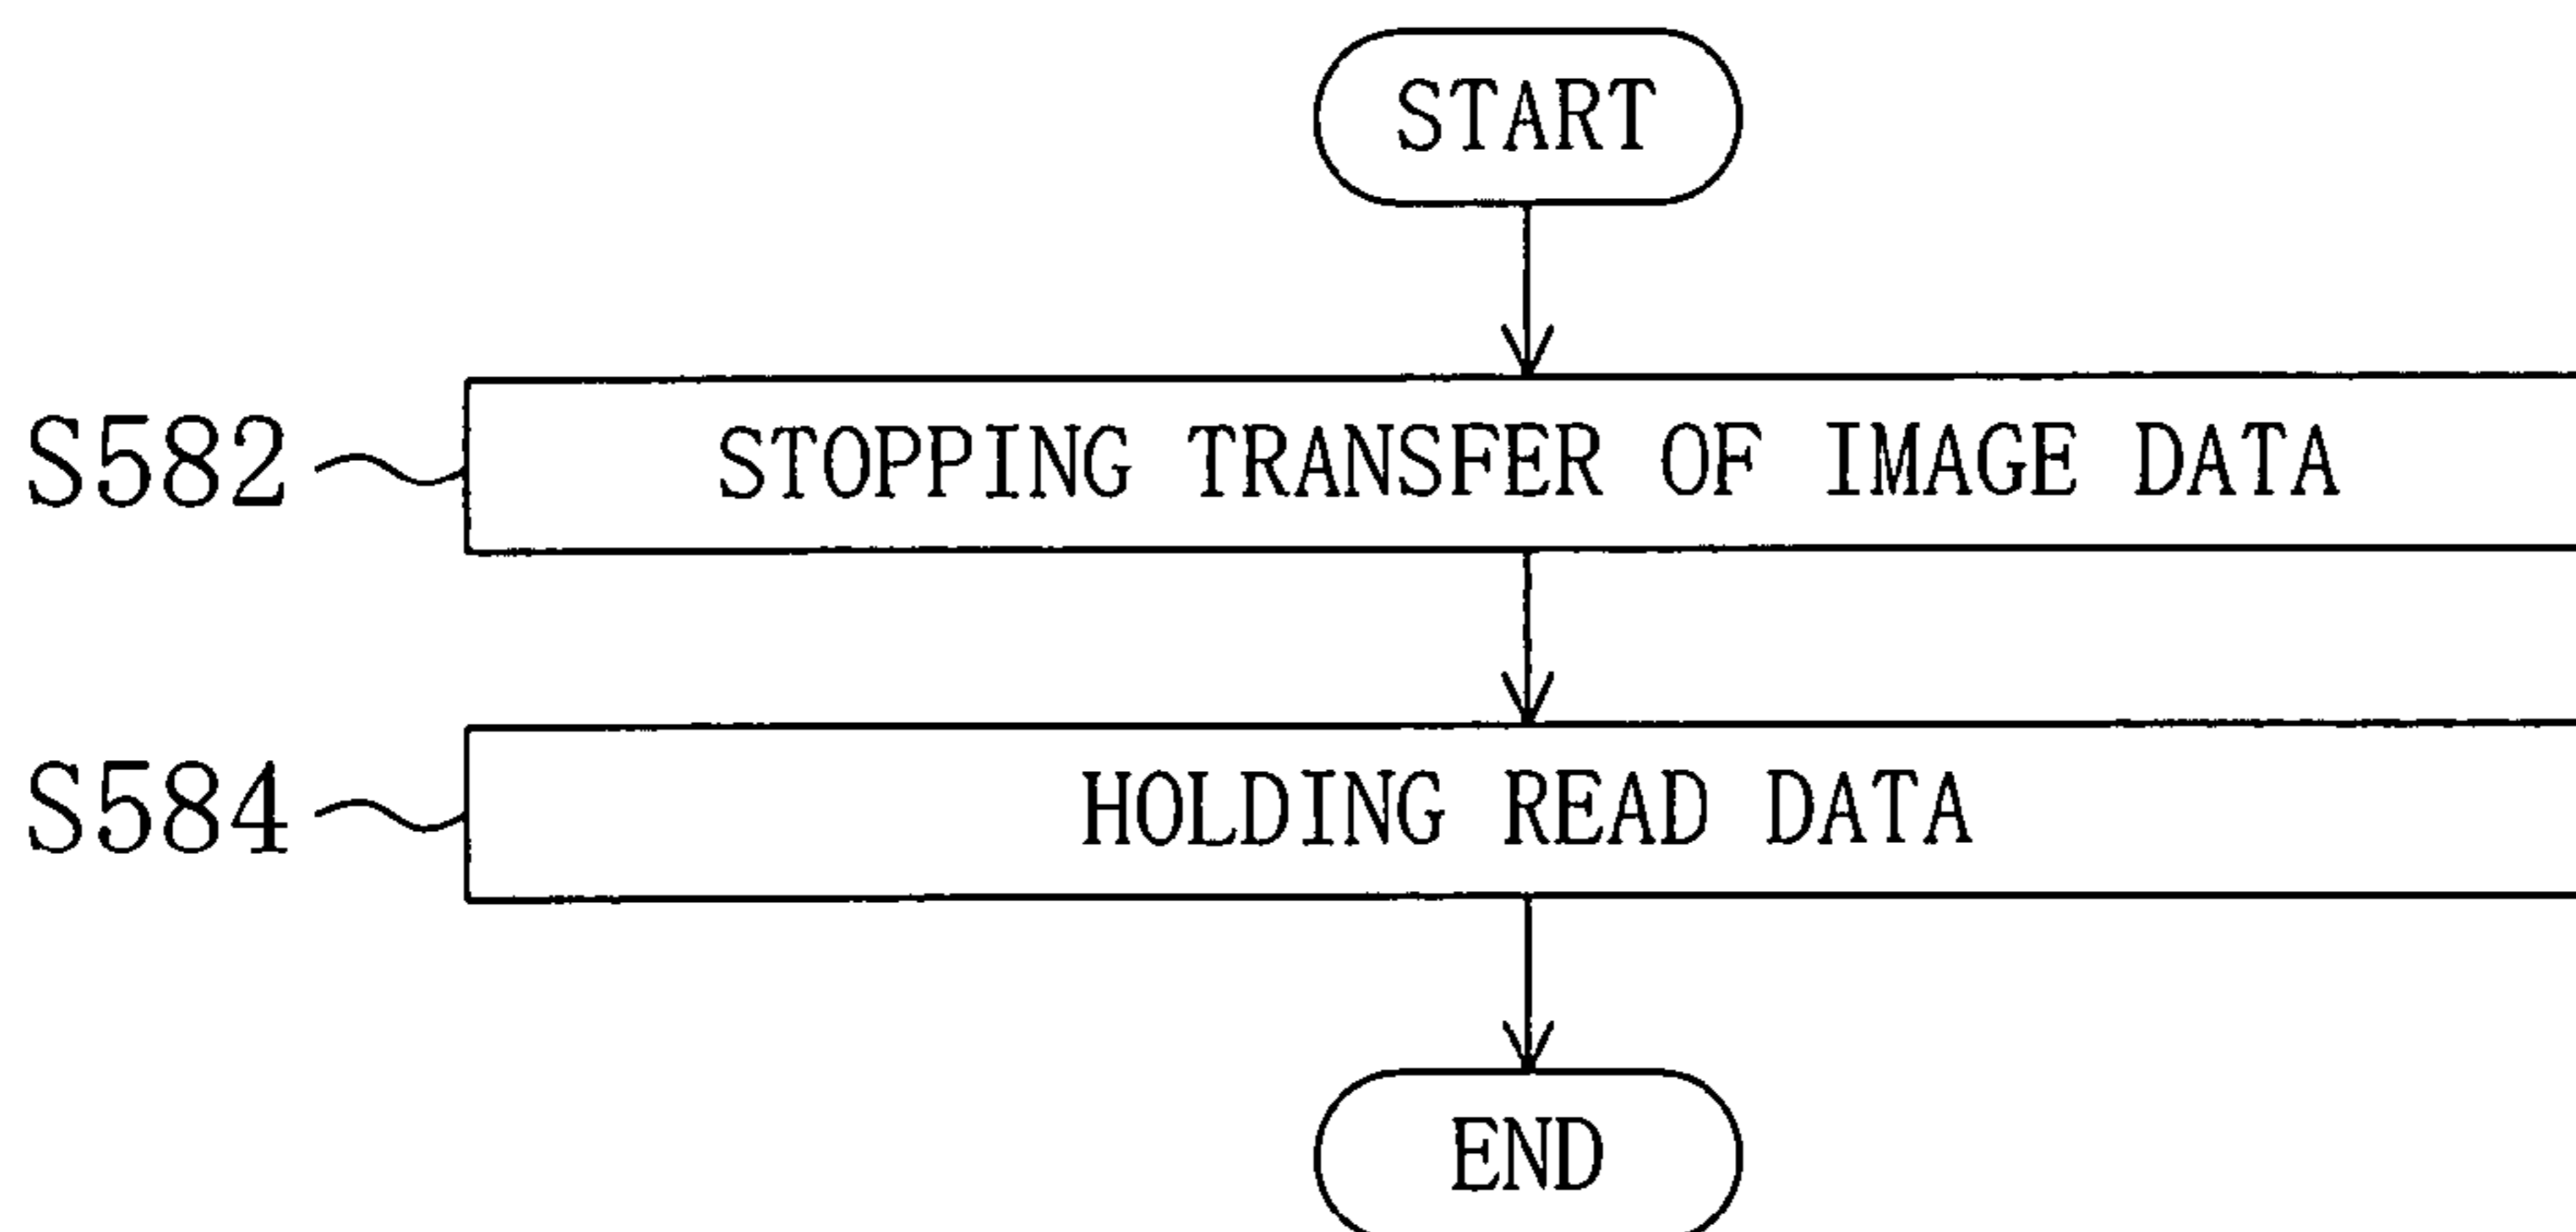 START
S582 STOPPING TRANSFER OF IMAGE DATA
S584 HOLDING READ DATA
END